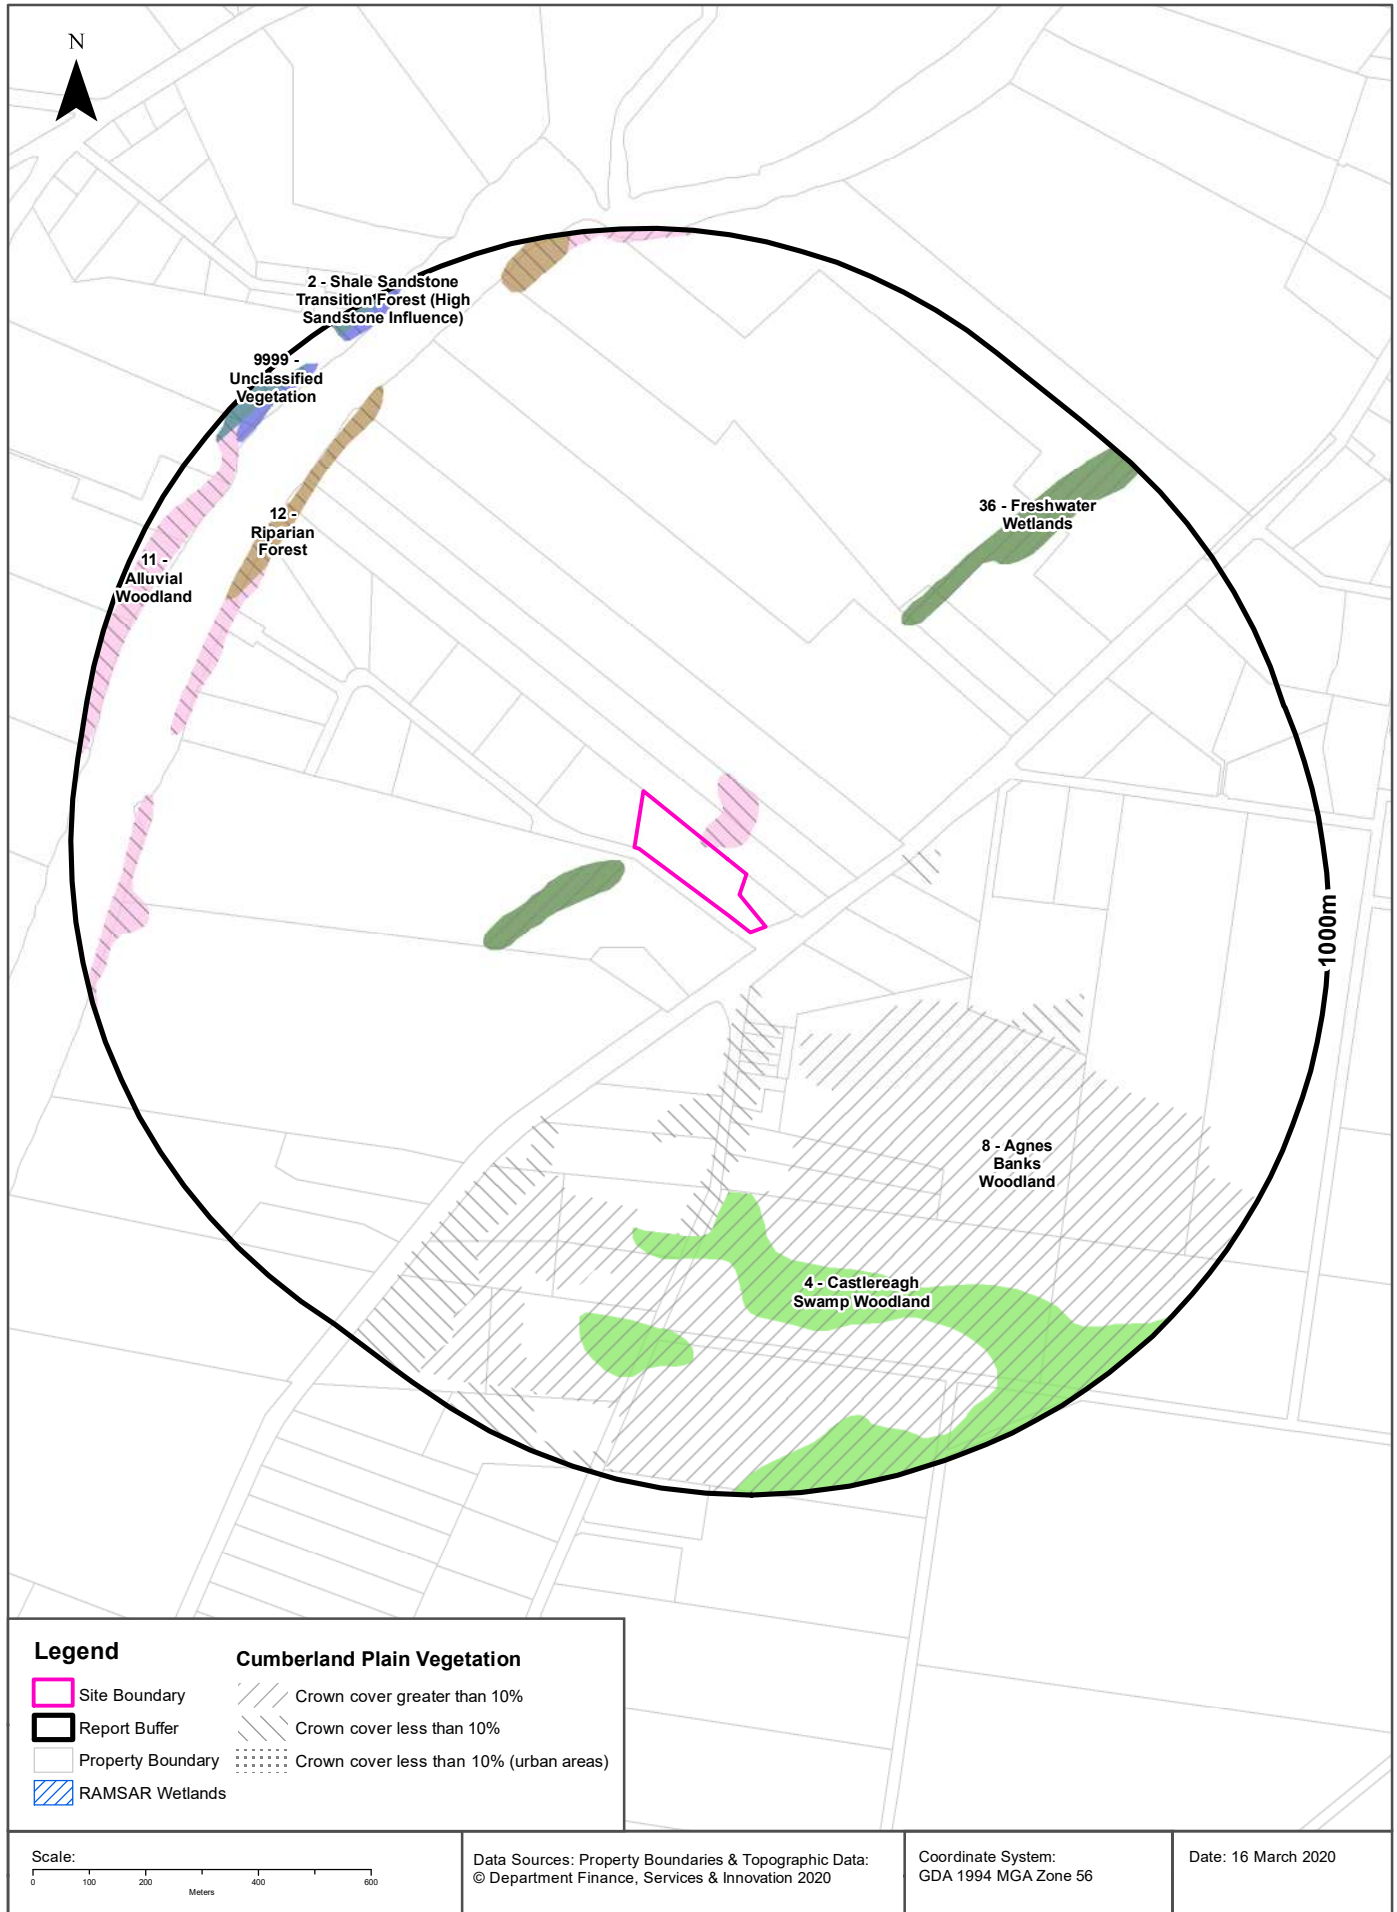 N
2 - Shale Sandstone
Transition Forest (High
Sandstone Influence)
9999 -
Unclassified
Vegetation
36 - Freshwater
Wetlands
12 -
Riparian
Forest
11 -
Alluvial
Woodland
1000m
8 - Agnes
Banks
Woodland
4 - Castlereagh
Swamp Woodland
Legend
Site Boundary
Report Buffer
Property Boundary
RAMSAR Wetlands
Cumberland Plain Vegetation
Crown cover greater than 10%
Crown cover less than 10%
Crown cover less than 10% (urban areas)
Scale:
0 100 200 400 600
Meters
Data Sources: Property Boundaries & Topographic Data:
© Department Finance, Services & Innovation 2020
Coordinate System:
GDA 1994 MGA Zone 56
Date: 16 March 2020